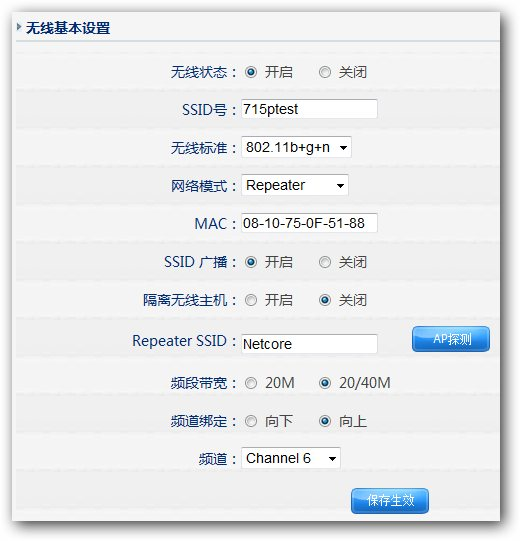 无线基本设置
无线状态： 开启 关闭
SSID号： 715ptest
无线标准： 802.11b+g+n
网络模式： Repeater
MAC： 08-10-75-0F-51-88
SSID 广播： 开启 关闭
隔离无线主机： 开启 关闭
Repeater SSID： Netcore AP探测
频段带宽： 20M 20/40M
频道绑定： 向下 向上
频道： Channel 6
保存生效